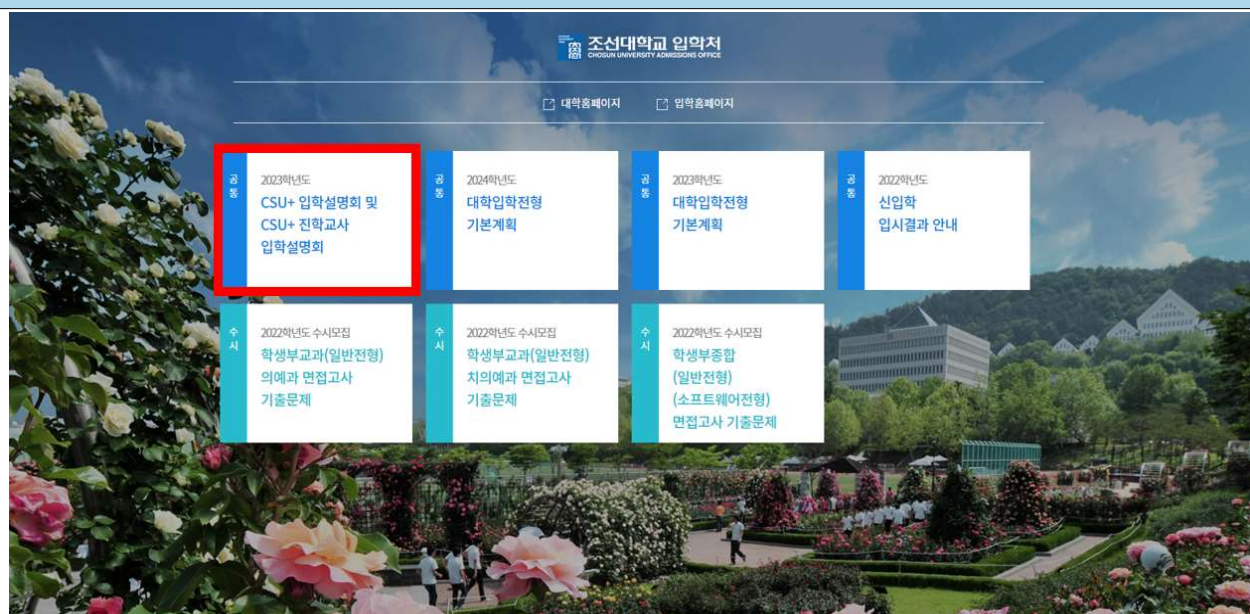 조선대학교 입학처
CHOSUN UNIVERSITY ADMISSIONS OFFICE
대학홈페이지
입학홈페이지
공통
2023학년도
CSU+ 입학설명회 및
CSU+ 진학교사
입학설명회
공통
2024학년도
대학입학전형
기본계획
공통
2023학년도
대학입학전형
기본계획
공통
2022학년도
신입학
입시결과 안내
수시
2022학년도 수시모집
학생부교과(일반전형)
의예과 면접고사
기출문제
수시
2022학년도 수시모집
학생부교과(일반전형)
치의예과 면접고사
기출문제
수시
2022학년도 수시모집
학생부종합
(일반전형)
(소프트웨어전형)
면접고사 기출문제